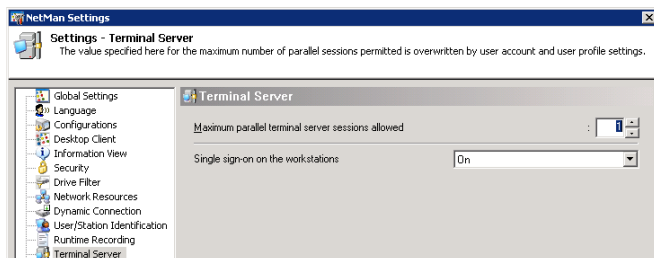 NetMan Settings
Settings - Terminal Server
The value specified here for the maximum number of parallel sessions permitted is overwritten by user account and user profile settings.
Global Settings
Language
Configurations
Desktop Client
Information View
Security
Drive Filter
Network Resources
Dynamic Connection
User/Station Identification
Runtime Recording
Terminal Server
Terminal Server
Maximum parallel terminal server sessions allowed : 1
Single sign-on on the workstations On